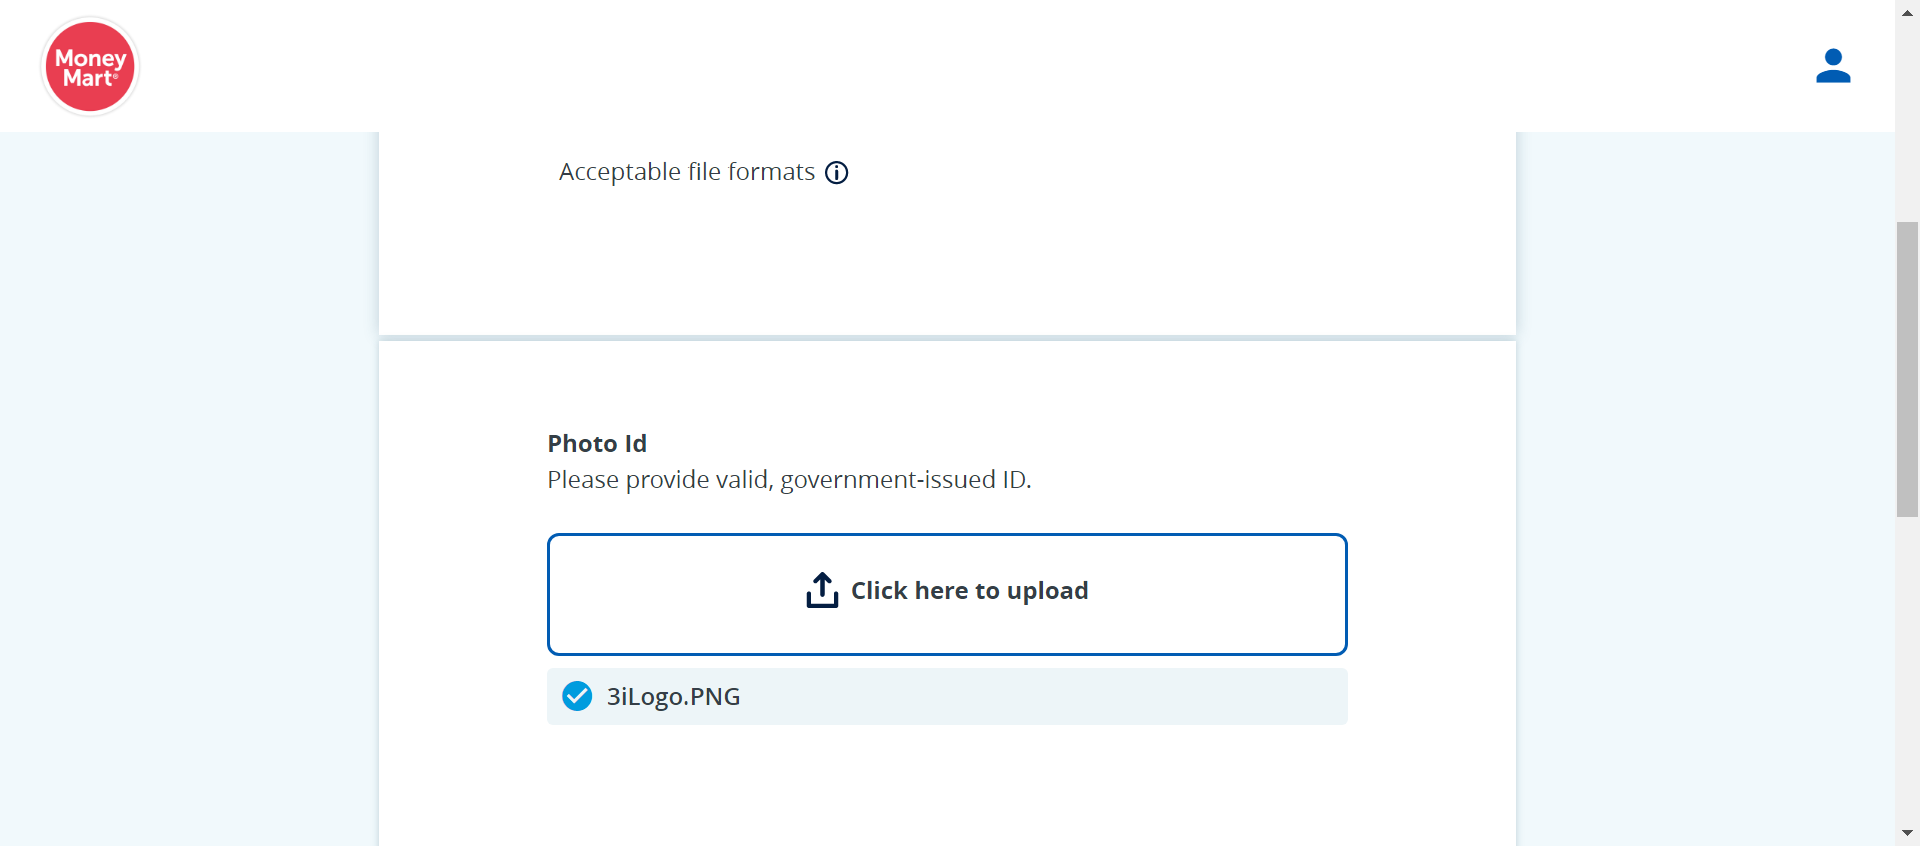 Money
Mart®
Acceptable file formats
Photo Id
Please provide valid, government-issued ID.
Click here to upload
3iLogo.PNG